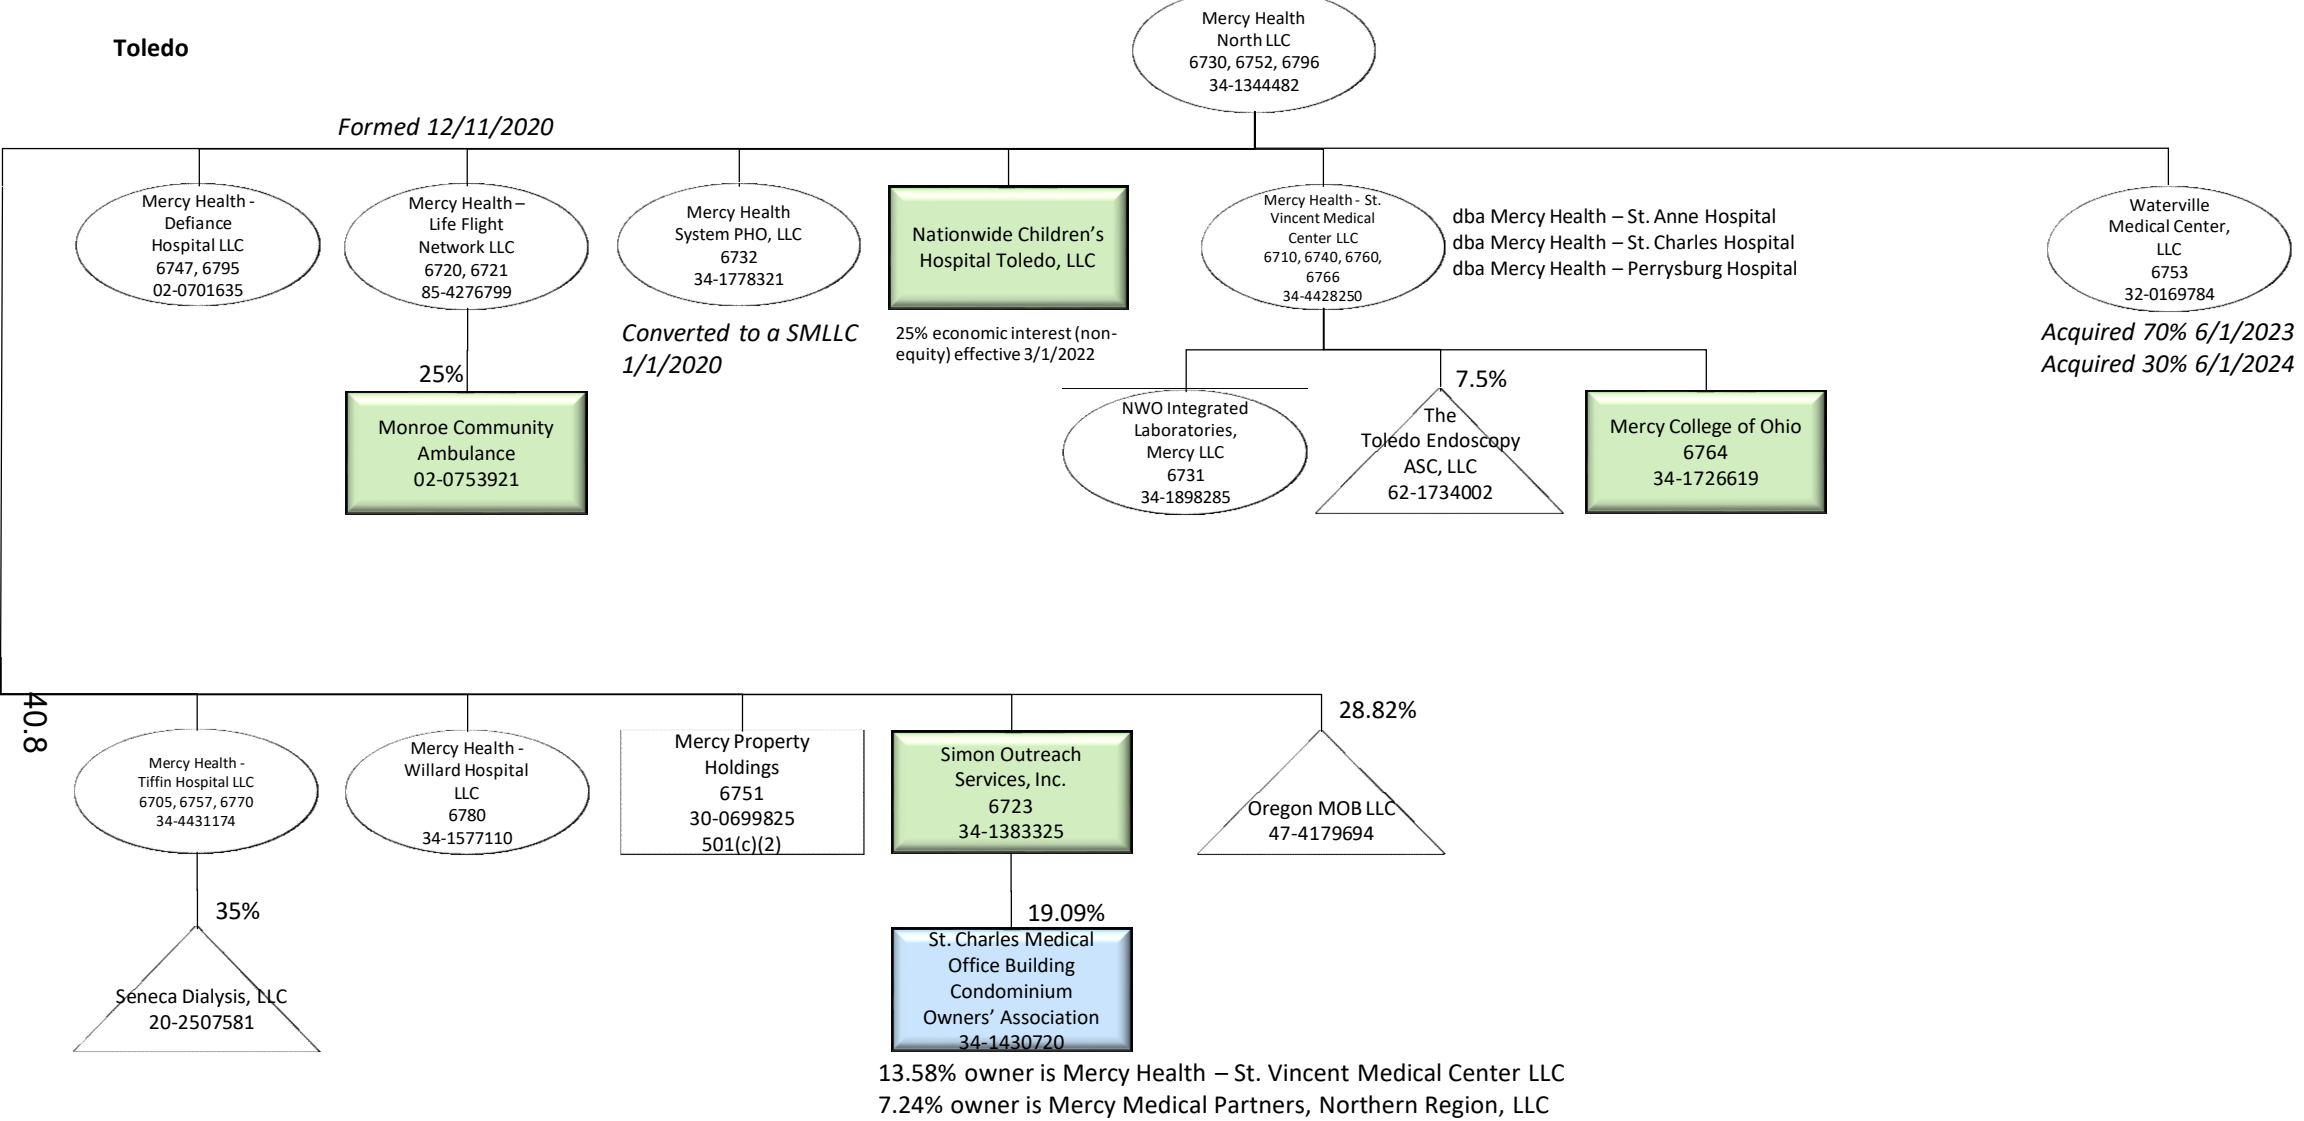 Toledo
Mercy Health
North LLC
6730, 6752, 6796
34-1344482
Formed 12/11/2020
Mercy Health -
Defiance
Hospital LLC
6747, 6795
02-0701635
Mercy Health –
Life Flight
Network LLC
6720, 6721
85-4276799
Mercy Health
System PHO, LLC
6732
34-1778321
Nationwide Children’s
Hospital Toledo, LLC
Mercy Health - St.
Vincent Medical
Center LLC
6710, 6740, 6760,
6766
34-4428250
dba Mercy Health – St. Anne Hospital
dba Mercy Health – St. Charles Hospital
dba Mercy Health – Perrysburg Hospital
Waterville
Medical Center,
LLC
6753
32-0169784
Converted to a SMLLC
1/1/2020
25% economic interest (non-
equity) effective 3/1/2022
Acquired 70% 6/1/2023
Acquired 30% 6/1/2024
25%
Monroe Community
Ambulance
02-0753921
NWO Integrated
Laboratories,
Mercy LLC
6731
34-1898285
7.5%
The
Toledo Endoscopy
ASC, LLC
62-1734002
Mercy College of Ohio
6764
34-1726619
40.8
Mercy Health -
Tiffin Hospital LLC
6705, 6757, 6770
34-4431174
Mercy Health -
Willard Hospital
LLC
6780
34-1577110
Mercy Property
Holdings
6751
30-0699825
501(c)(2)
Simon Outreach
Services, Inc.
6723
34-1383325
28.82%
Oregon MOB LLC
47-4179694
35%
Seneca Dialysis, LLC
20-2507581
19.09%
St. Charles Medical
Office Building
Condominium
Owners’ Association
34-1430720
13.58% owner is Mercy Health – St. Vincent Medical Center LLC
7.24% owner is Mercy Medical Partners, Northern Region, LLC